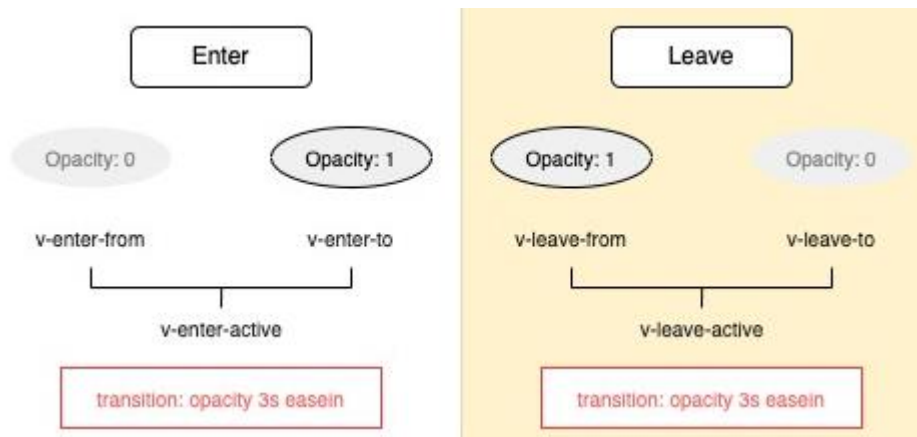 Enter
Leave
Opacity: 0
Opacity: 1
Opacity: 1
Opacity: 0
v-enter-from
v-enter-to
v-leave-from
v-leave-to
v-enter-active
v-leave-active
transition: opacity 3s easein
transition: opacity 3s easein